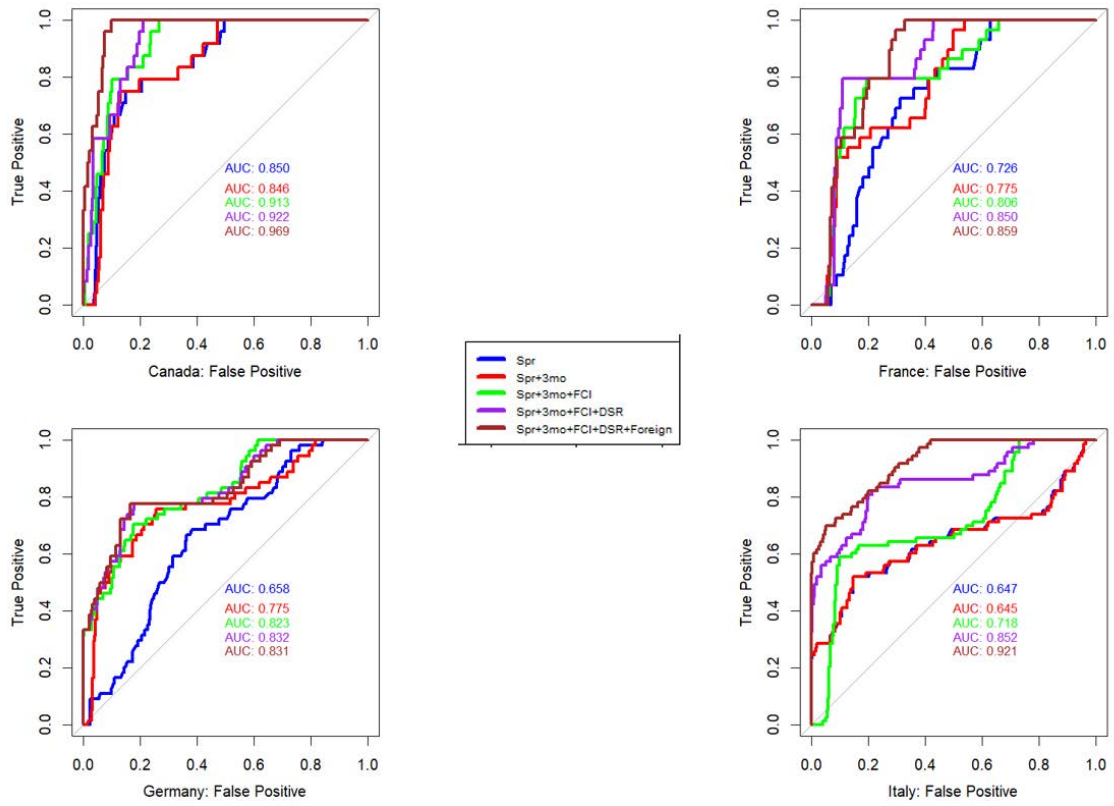 True Positive
0.0 0.2 0.4 0.6 0.8 1.0
AUC: 0.850
AUC: 0.846
AUC: 0.913
AUC: 0.922
AUC: 0.969
0.0 0.2 0.4 0.6 0.8 1.0
Canada: False Positive
True Positive
0.0 0.2 0.4 0.6 0.8 1.0
AUC: 0.726
AUC: 0.775
AUC: 0.806
AUC: 0.850
AUC: 0.859
0.0 0.2 0.4 0.6 0.8 1.0
France: False Positive
Spr
Spr+3mo
Spr+3mo+FCI
Spr+3mo+FCI+DSR
Spr+3mo+FCI+DSR+Foreign
True Positive
0.0 0.2 0.4 0.6 0.8 1.0
AUC: 0.658
AUC: 0.775
AUC: 0.823
AUC: 0.832
AUC: 0.831
0.0 0.2 0.4 0.6 0.8 1.0
Germany: False Positive
True Positive
0.0 0.2 0.4 0.6 0.8 1.0
AUC: 0.647
AUC: 0.645
AUC: 0.718
AUC: 0.852
AUC: 0.921
0.0 0.2 0.4 0.6 0.8 1.0
Italy: False Positive